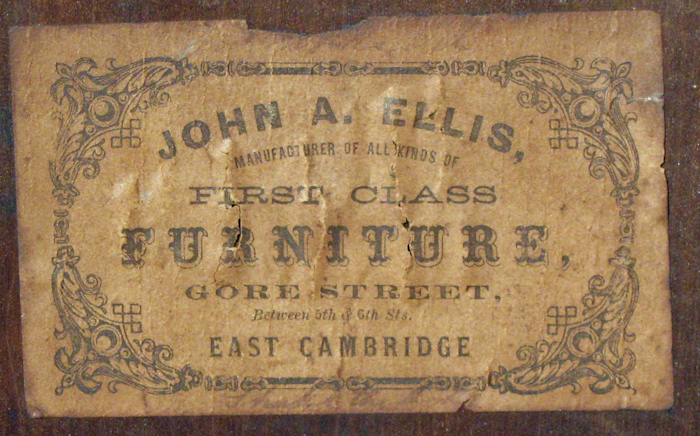 JOHN A. ELLIS,
MANUFACTURER OF ALL KINDS OF
FIRST CLASS
FURNITURE,
GORE STREET,
Between 5th & 6th Sts.
EAST CAMBRIDGE